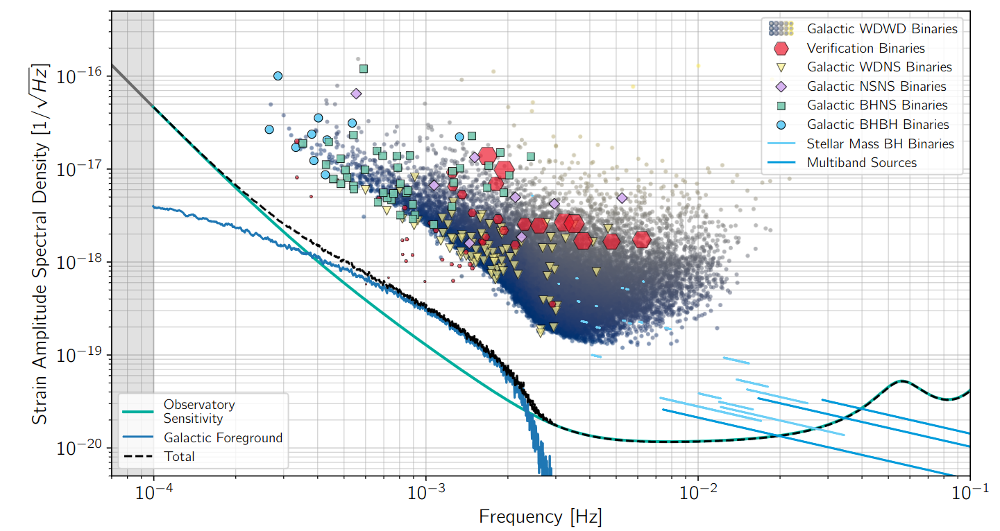 Strain Amplitude Spectral Density [1/√Hz]
10⁻¹⁶
10⁻¹⁷
10⁻¹⁸
10⁻¹⁹
10⁻²⁰
Galactic WDWD Binaries
Verification Binaries
Galactic WDNS Binaries
Galactic NSNS Binaries
Galactic BHNS Binaries
Galactic BHBH Binaries
Stellar Mass BH Binaries
Multiband Sources
Observatory
Sensitivity
Galactic Foreground
Total
10⁻⁴
10⁻³
10⁻²
10⁻¹
Frequency [Hz]